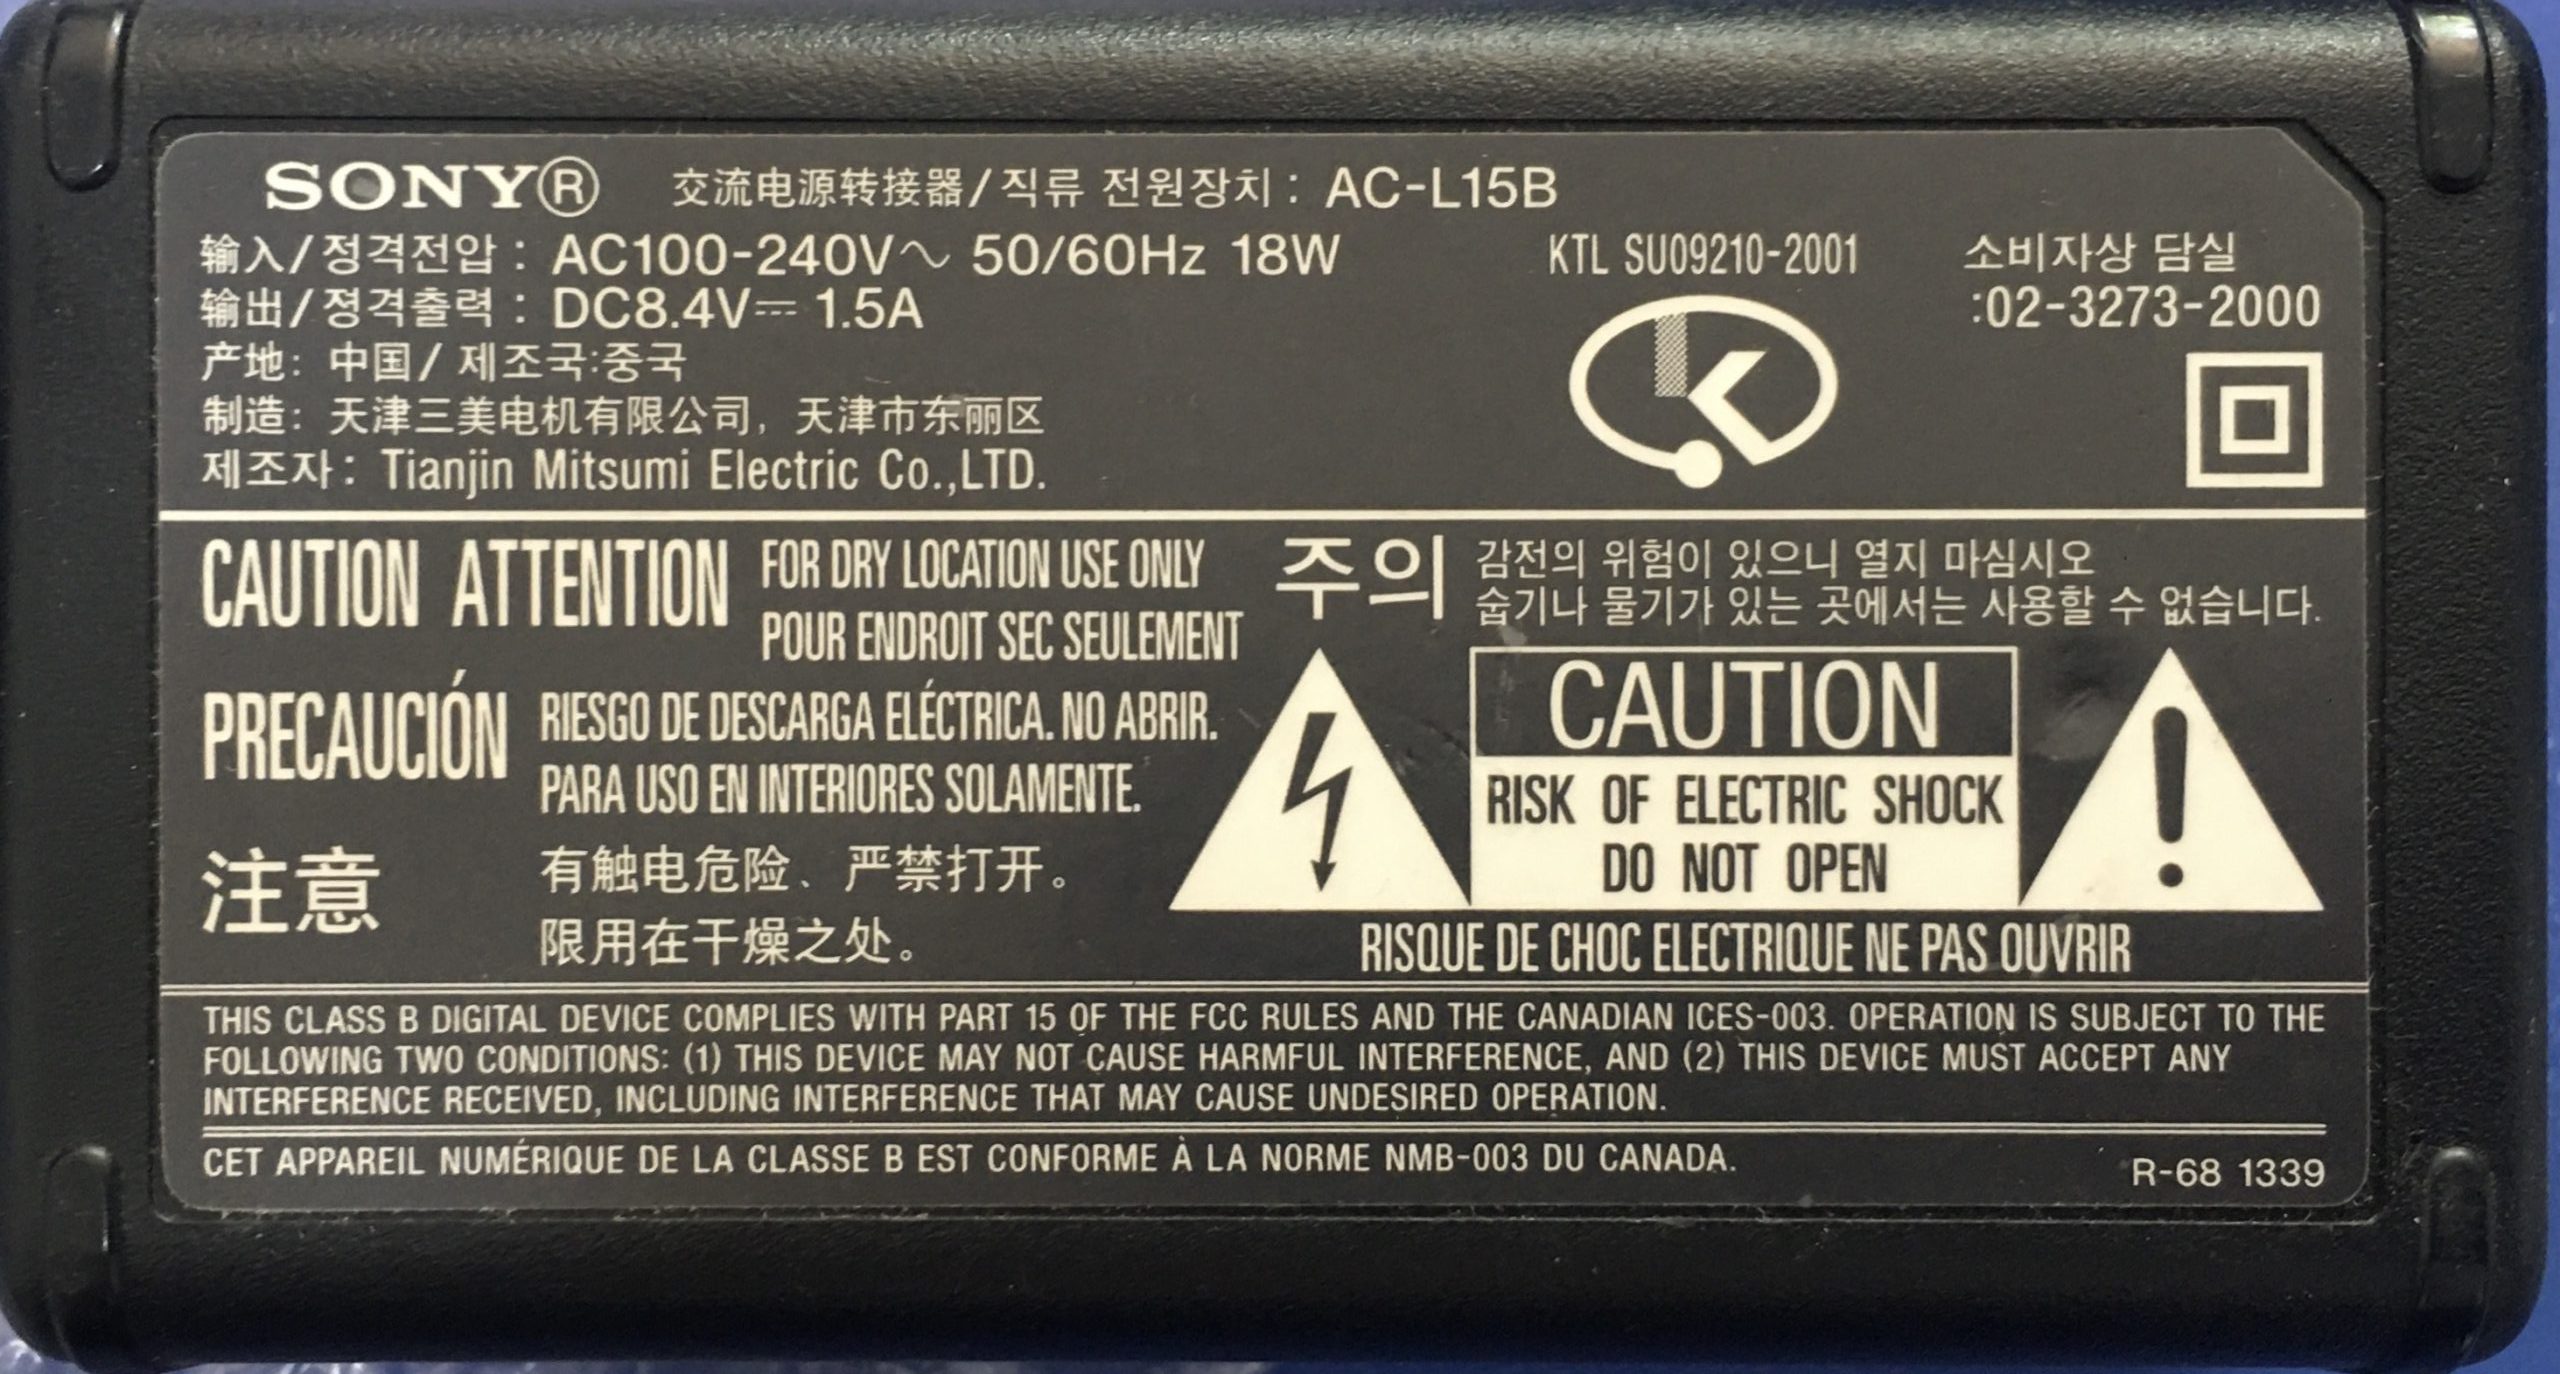 SONY® 交流电源转接器/직류 전원장치: AC-L15B
输入/정격전압: AC100-240V～ 50/60Hz 18W
输出/정격출력: DC8.4V⎓ 1.5A
产地: 中国/ 제조국:중국
制造: 天津三美电机有限公司, 天津市东丽区
제조자: Tianjin Mitsumi Electric Co.,LTD.
KTL SU09210-2001
K
소비자상 담실
:02-3273-2000
CAUTION ATTENTION
FOR DRY LOCATION USE ONLY
POUR ENDROIT SEC SEULEMENT
PRECAUCIÓN
RIESGO DE DESCARGA ELÉCTRICA. NO ABRIR.
PARA USO EN INTERIORES SOLAMENTE.
注意
有触电危险、严禁打开。
限用在干燥之处。
주의
감전의 위험이 있으니 열지 마십시오
습기나 물기가 있는 곳에서는 사용할 수 없습니다.
CAUTION
RISK OF ELECTRIC SHOCK
DO NOT OPEN
RISQUE DE CHOC ELECTRIQUE NE PAS OUVRIR
THIS CLASS B DIGITAL DEVICE COMPLIES WITH PART 15 OF THE FCC RULES AND THE CANADIAN ICES-003. OPERATION IS SUBJECT TO THE
FOLLOWING TWO CONDITIONS: (1) THIS DEVICE MAY NOT CAUSE HARMFUL INTERFERENCE, AND (2) THIS DEVICE MUST ACCEPT ANY
INTERFERENCE RECEIVED, INCLUDING INTERFERENCE THAT MAY CAUSE UNDESIRED OPERATION.
CET APPAREIL NUMÉRIQUE DE LA CLASSE B EST CONFORME À LA NORME NMB-003 DU CANADA.
R-68 1339